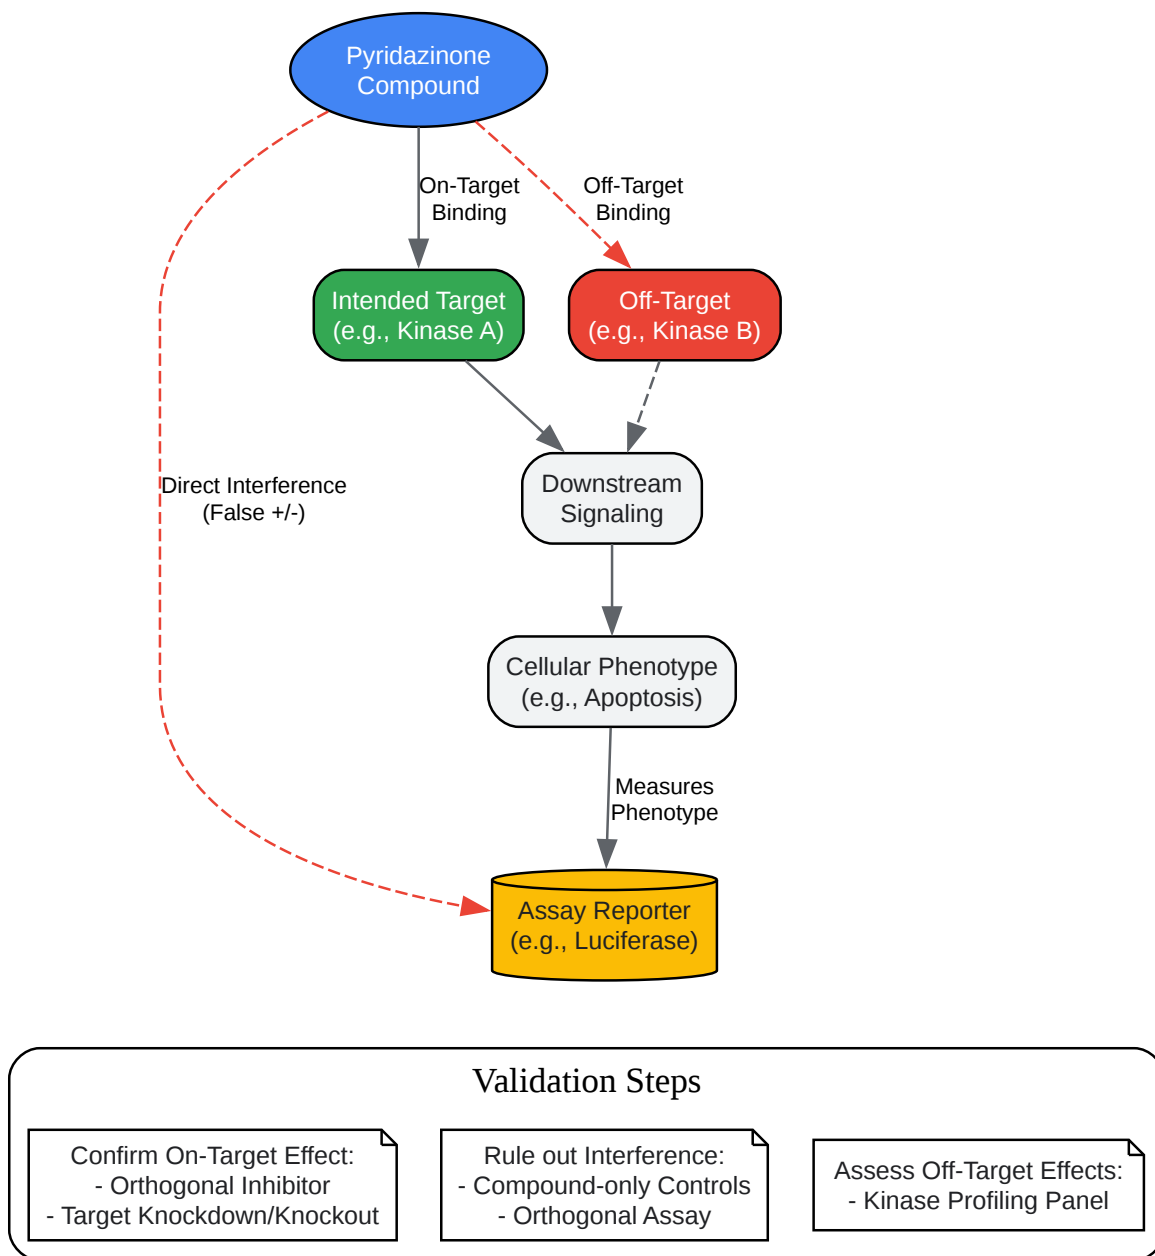 Pyridazinone
Compound
On-Target
Binding
Off-Target
Binding
Intended Target
(e.g., Kinase A)
Off-Target
(e.g., Kinase B)
Downstream
Signaling
Direct Interference
(False +/-)
Cellular Phenotype
(e.g., Apoptosis)
Measures
Phenotype
Assay Reporter
(e.g., Luciferase)
Validation Steps
Confirm On-Target Effect:
- Orthogonal Inhibitor
- Target Knockdown/Knockout
Rule out Interference:
- Compound-only Controls
- Orthogonal Assay
Assess Off-Target Effects:
- Kinase Profiling Panel